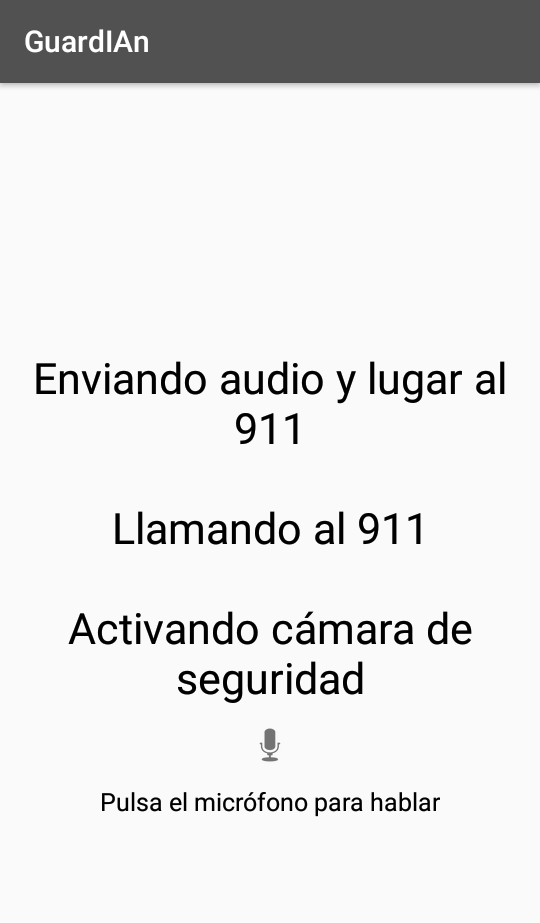 GuardIAn
Enviando audio y lugar al
911
Llamando al 911
Activando cámara de
seguridad
Pulsa el micrófono para hablar